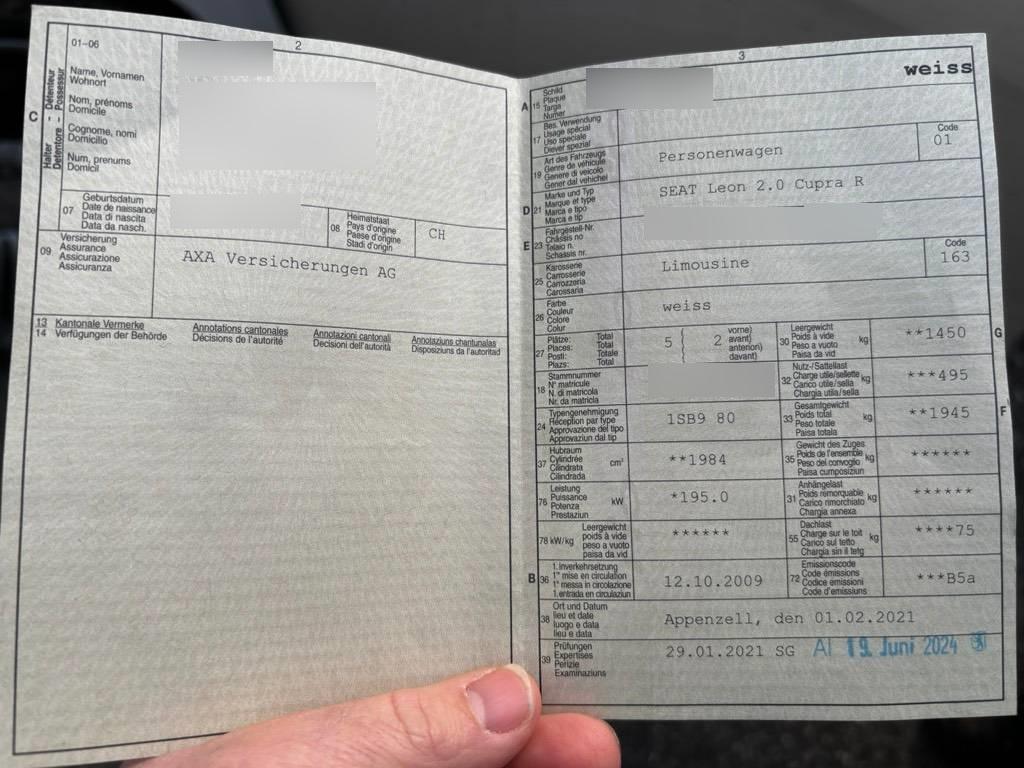 2
01-06
C
Halter - Détenteur
Detentore - Possessur
Name, Vornamen
Wohnort
Nom, prénoms
Domicile
Cognome, nomi
Domicilio
Num, prenums
Domicil
07
Geburtsdatum
Date de naissance
Data di nascita
Data da nasch.
08
Heimatstaat
Pays d'origine
Paese d'origine
Stadi d'origin
CH
09
Versicherung
Assurance
Assicurazione
Assicuranza
AXA Versicherungen AG
13 Kantonale Vermerke
14 Verfügungen der Behörde
Annotations cantonales
Décisions de l'autorité
Annotazioni cantonali
Decisioni dell'autorità
Annotaziuns chantunalas
Disposiziuns da l'autoritad
3
weiss
A 15
Schild
Plaque
Targa
Numer
17
Bes. Verwendung
Usage spécial
Uso speciale
Diever spezial
19
Art des Fahrzeugs
Genre de véhicule
Genere di veicolo
Gener dal vehichel
Personenwagen
Code
01
D 21
Marke und Typ
Marque et type
Marca e tipo
Marca e tip
SEAT Leon 2.0 Cupra R
E 23
Fahrgestell-Nr.
Châssis no
Telaio n.
Schassis nr.
25
Karosserie
Carrosserie
Carrozzeria
Carossaria
Limousine
Code
163
26
Farbe
Couleur
Colore
Colur
weiss
27
Plätze: Total
Places: Total
Posti: Totale
Plazs: Total
5 { 2
vorne)
avant)
anteriori)
davant)
30
Leergewicht
Poids à vide
Peso a vuoto
Paisa da vid
kg
**1450
G
18
Stammnummer
N° matricule
N. di matricola
Nr. da matricla
32
Nutz-/Sattellast
Charge utile/sellette
Carico utile/sella
Chargia utila/sella
kg
***495
24
Typengenehmigung
Réception par type
Approvazione del tipo
Approvaziun dal tip
1SB9 80
33
Gesamtgewicht
Poids total
Peso totale
Paisa totala
kg
**1945
F
37
Hubraum
Cylindrée
Cilindrata
Cilindrada
cm³
**1984
35
Gewicht des Zuges
Poids de l'ensemble
Peso del convoglio
Paisa cumposiziun
kg
******
76
Leistung
Puissance
Potenza
Prestaziun
kW
*195.0
31
Anhängelast
Poids remorquable
Carico rimorchiato
Chargia annexa
kg
******
78 kW/kg
Leergewicht
poids à vide
peso a vuoto
paisa da vid
******
55
Dachlast
Charge sur le toit
Carico sul tetto
Chargia sin il tetg
kg
****75
B 36
1. Inverkehrsetzung
1re mise en circulation
1a messa in circolazione
1. entrada en circulaziun
12.10.2009
72
Emissionscode
Code émissions
Codice emissioni
Code d'emissiuns
***B5a
38
Ort und Datum
lieu et date
luogo e data
lieu e data
Appenzell, den 01.02.2021
39
Prüfungen
Expertises
Perizie
Examinaziuns
29.01.2021 SG AI 19. Juni 2024